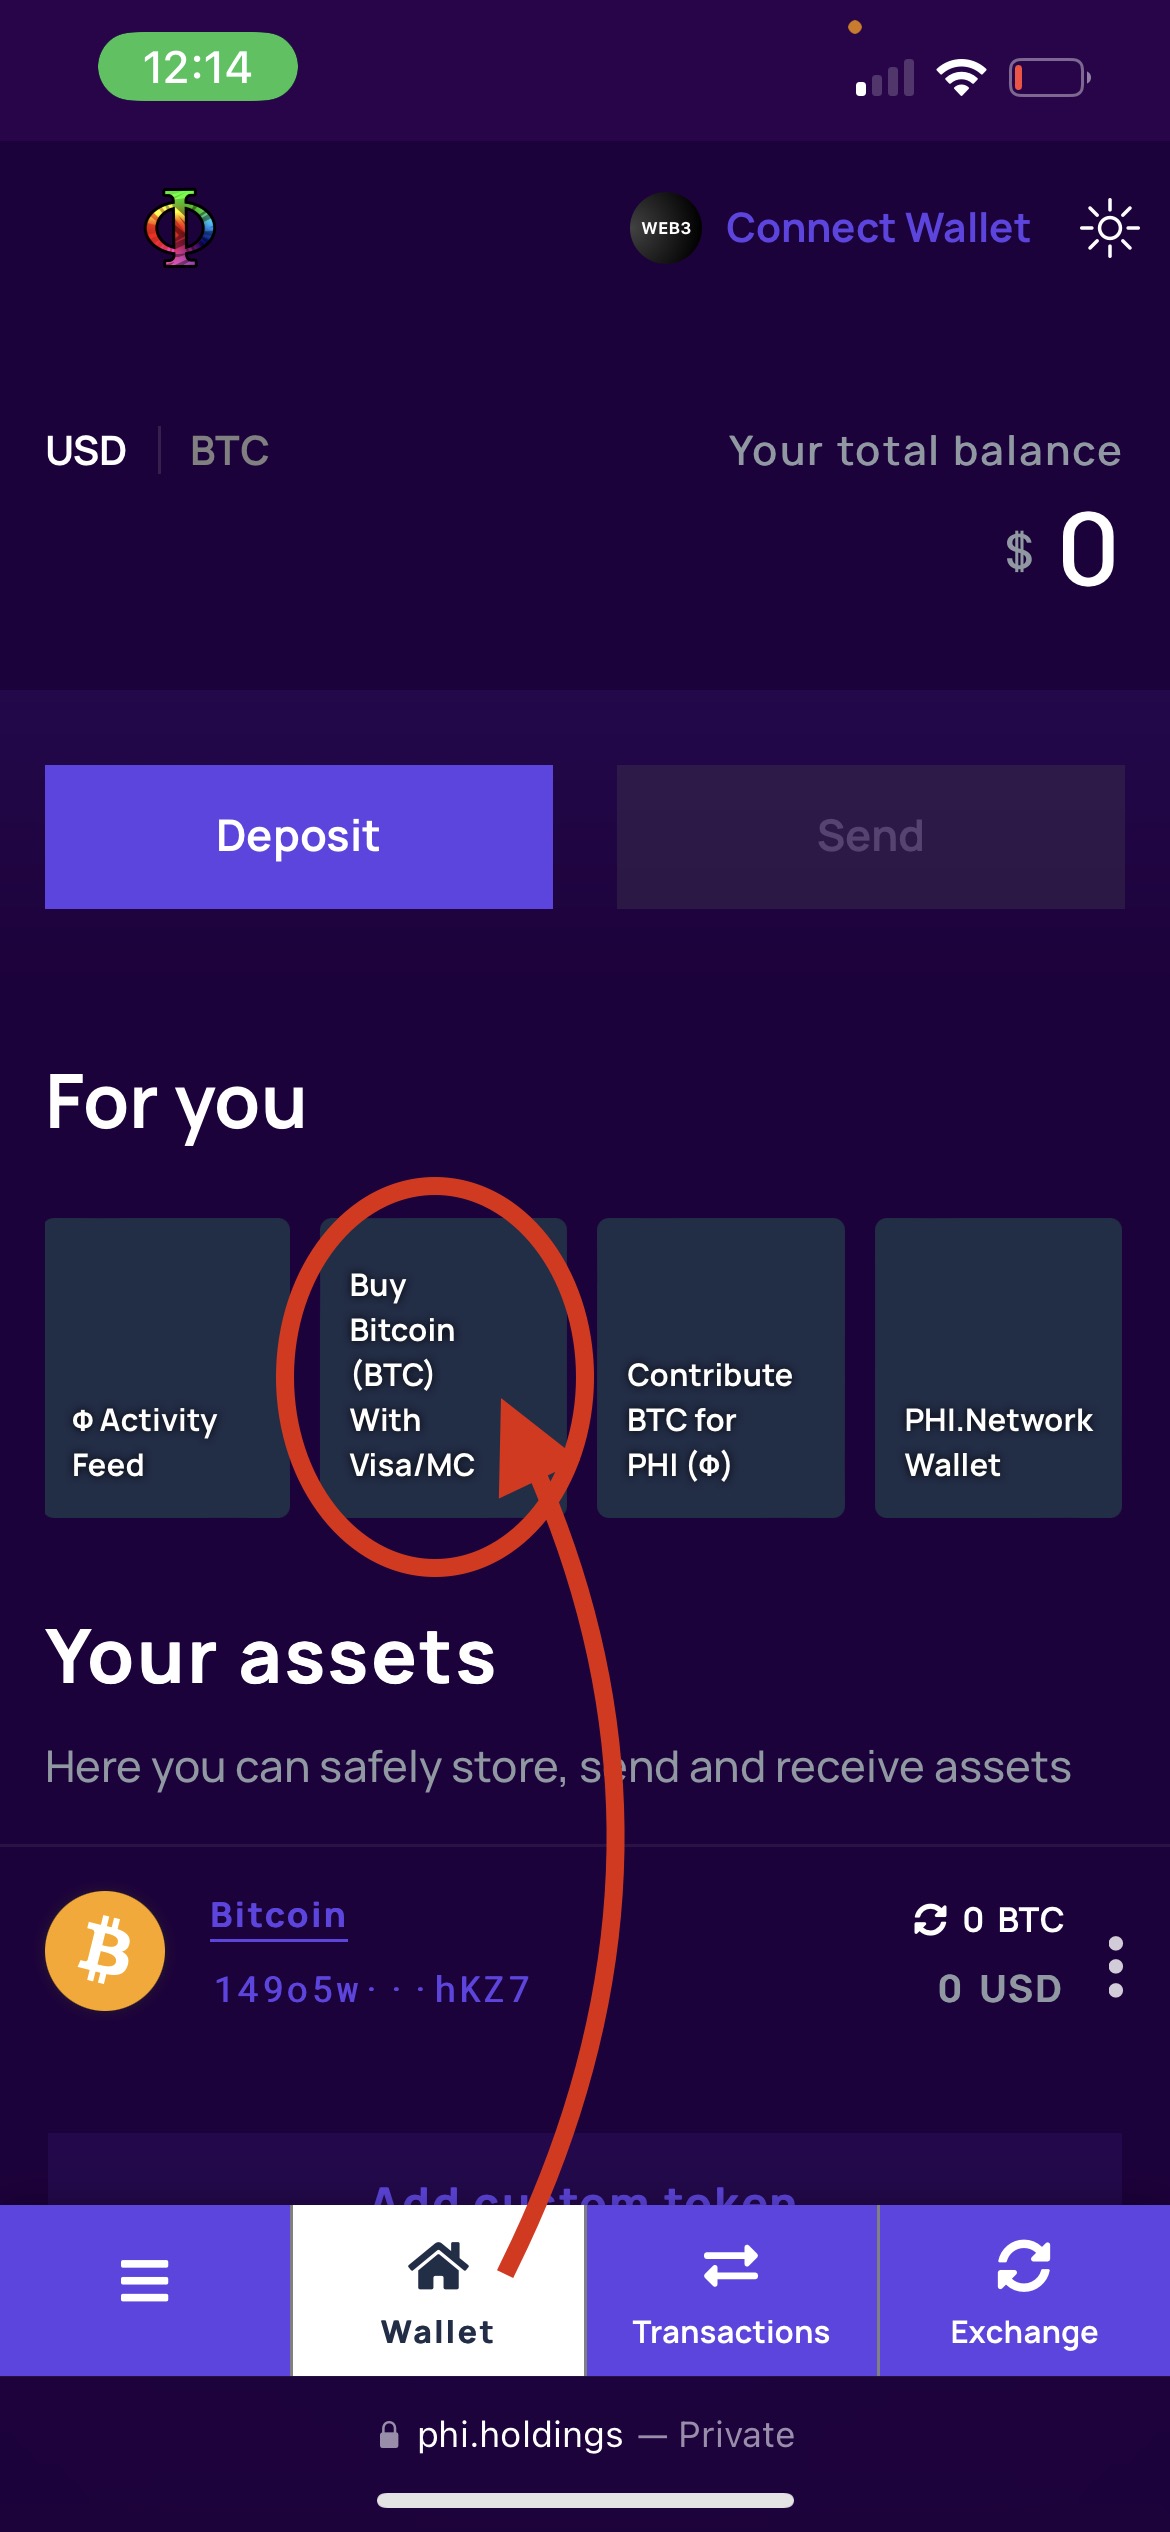 12:14
Φ
WEB3 Connect Wallet
USD | BTC
Your total balance
$ 0
Deposit
Send
For you
Φ Activity
Feed
Buy
Bitcoin
(BTC)
With
Visa/MC
Contribute
BTC for
PHI (Φ)
PHI.Network
Wallet
Your assets
Here you can safely store, send and receive assets
Bitcoin
0 BTC
149o5w···hKZ7
0 USD
Add custom token
Wallet
Transactions
Exchange
phi.holdings — Private